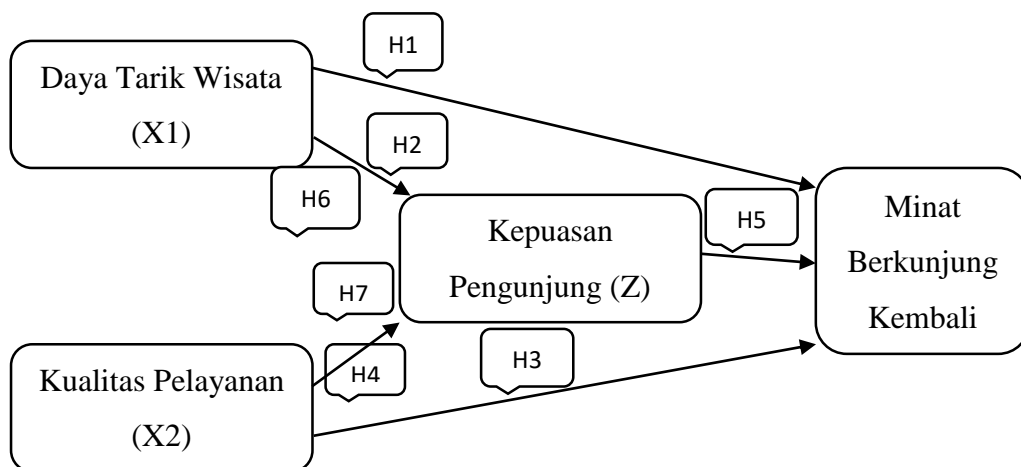 H1
Daya Tarik Wisata
(X1)
H2
H6
Kepuasan
Pengunjung (Z)
H5
Minat
Berkunjung
Kembali
H7
H3
H4
Kualitas Pelayanan
(X2)